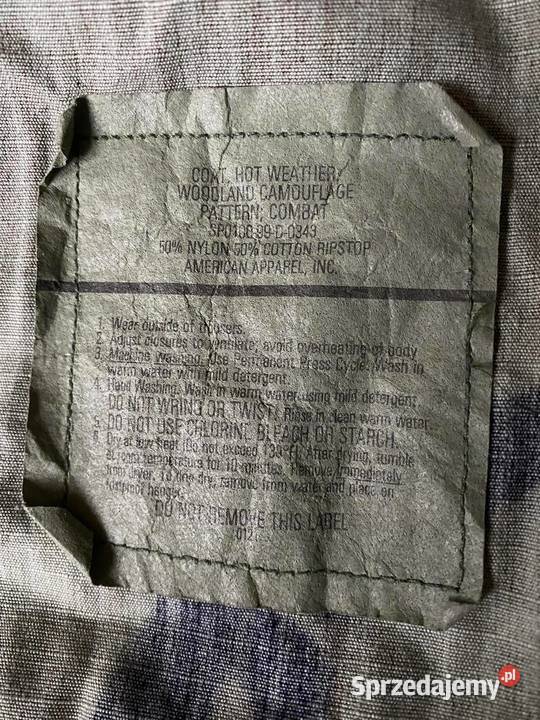 COAT, HOT WEATHER;
WOODLAND CAMOUFLAGE
PATTERN; COMBAT
SPO100-99-D-0343
50% NYLON 50% COTTON RIPSTOP
AMERICAN APPAREL, INC.
1. Wear outside of trousers.
2. Adjust closures to ventilate; avoid overheating of body
3. Machine Washing. Use Permanent Press Cycle. Wash in
warm water with mild detergent.
4. Hand Washing. Wash in warm water using mild detergent
DO NOT WRING OR TWIST! Rinse in clean warm water.
5. DO NOT USE CHLORINE BLEACH OR STARCH.
6. Dry at low heat (Do not exceed 130°F). After drying, tumble
at room temperature for 10 minutes. Remove immediately
from dryer. To line dry, remove from water and place on
rustproof hanger.
DO NOT REMOVE THIS LABEL
Sprzedajemy.pl